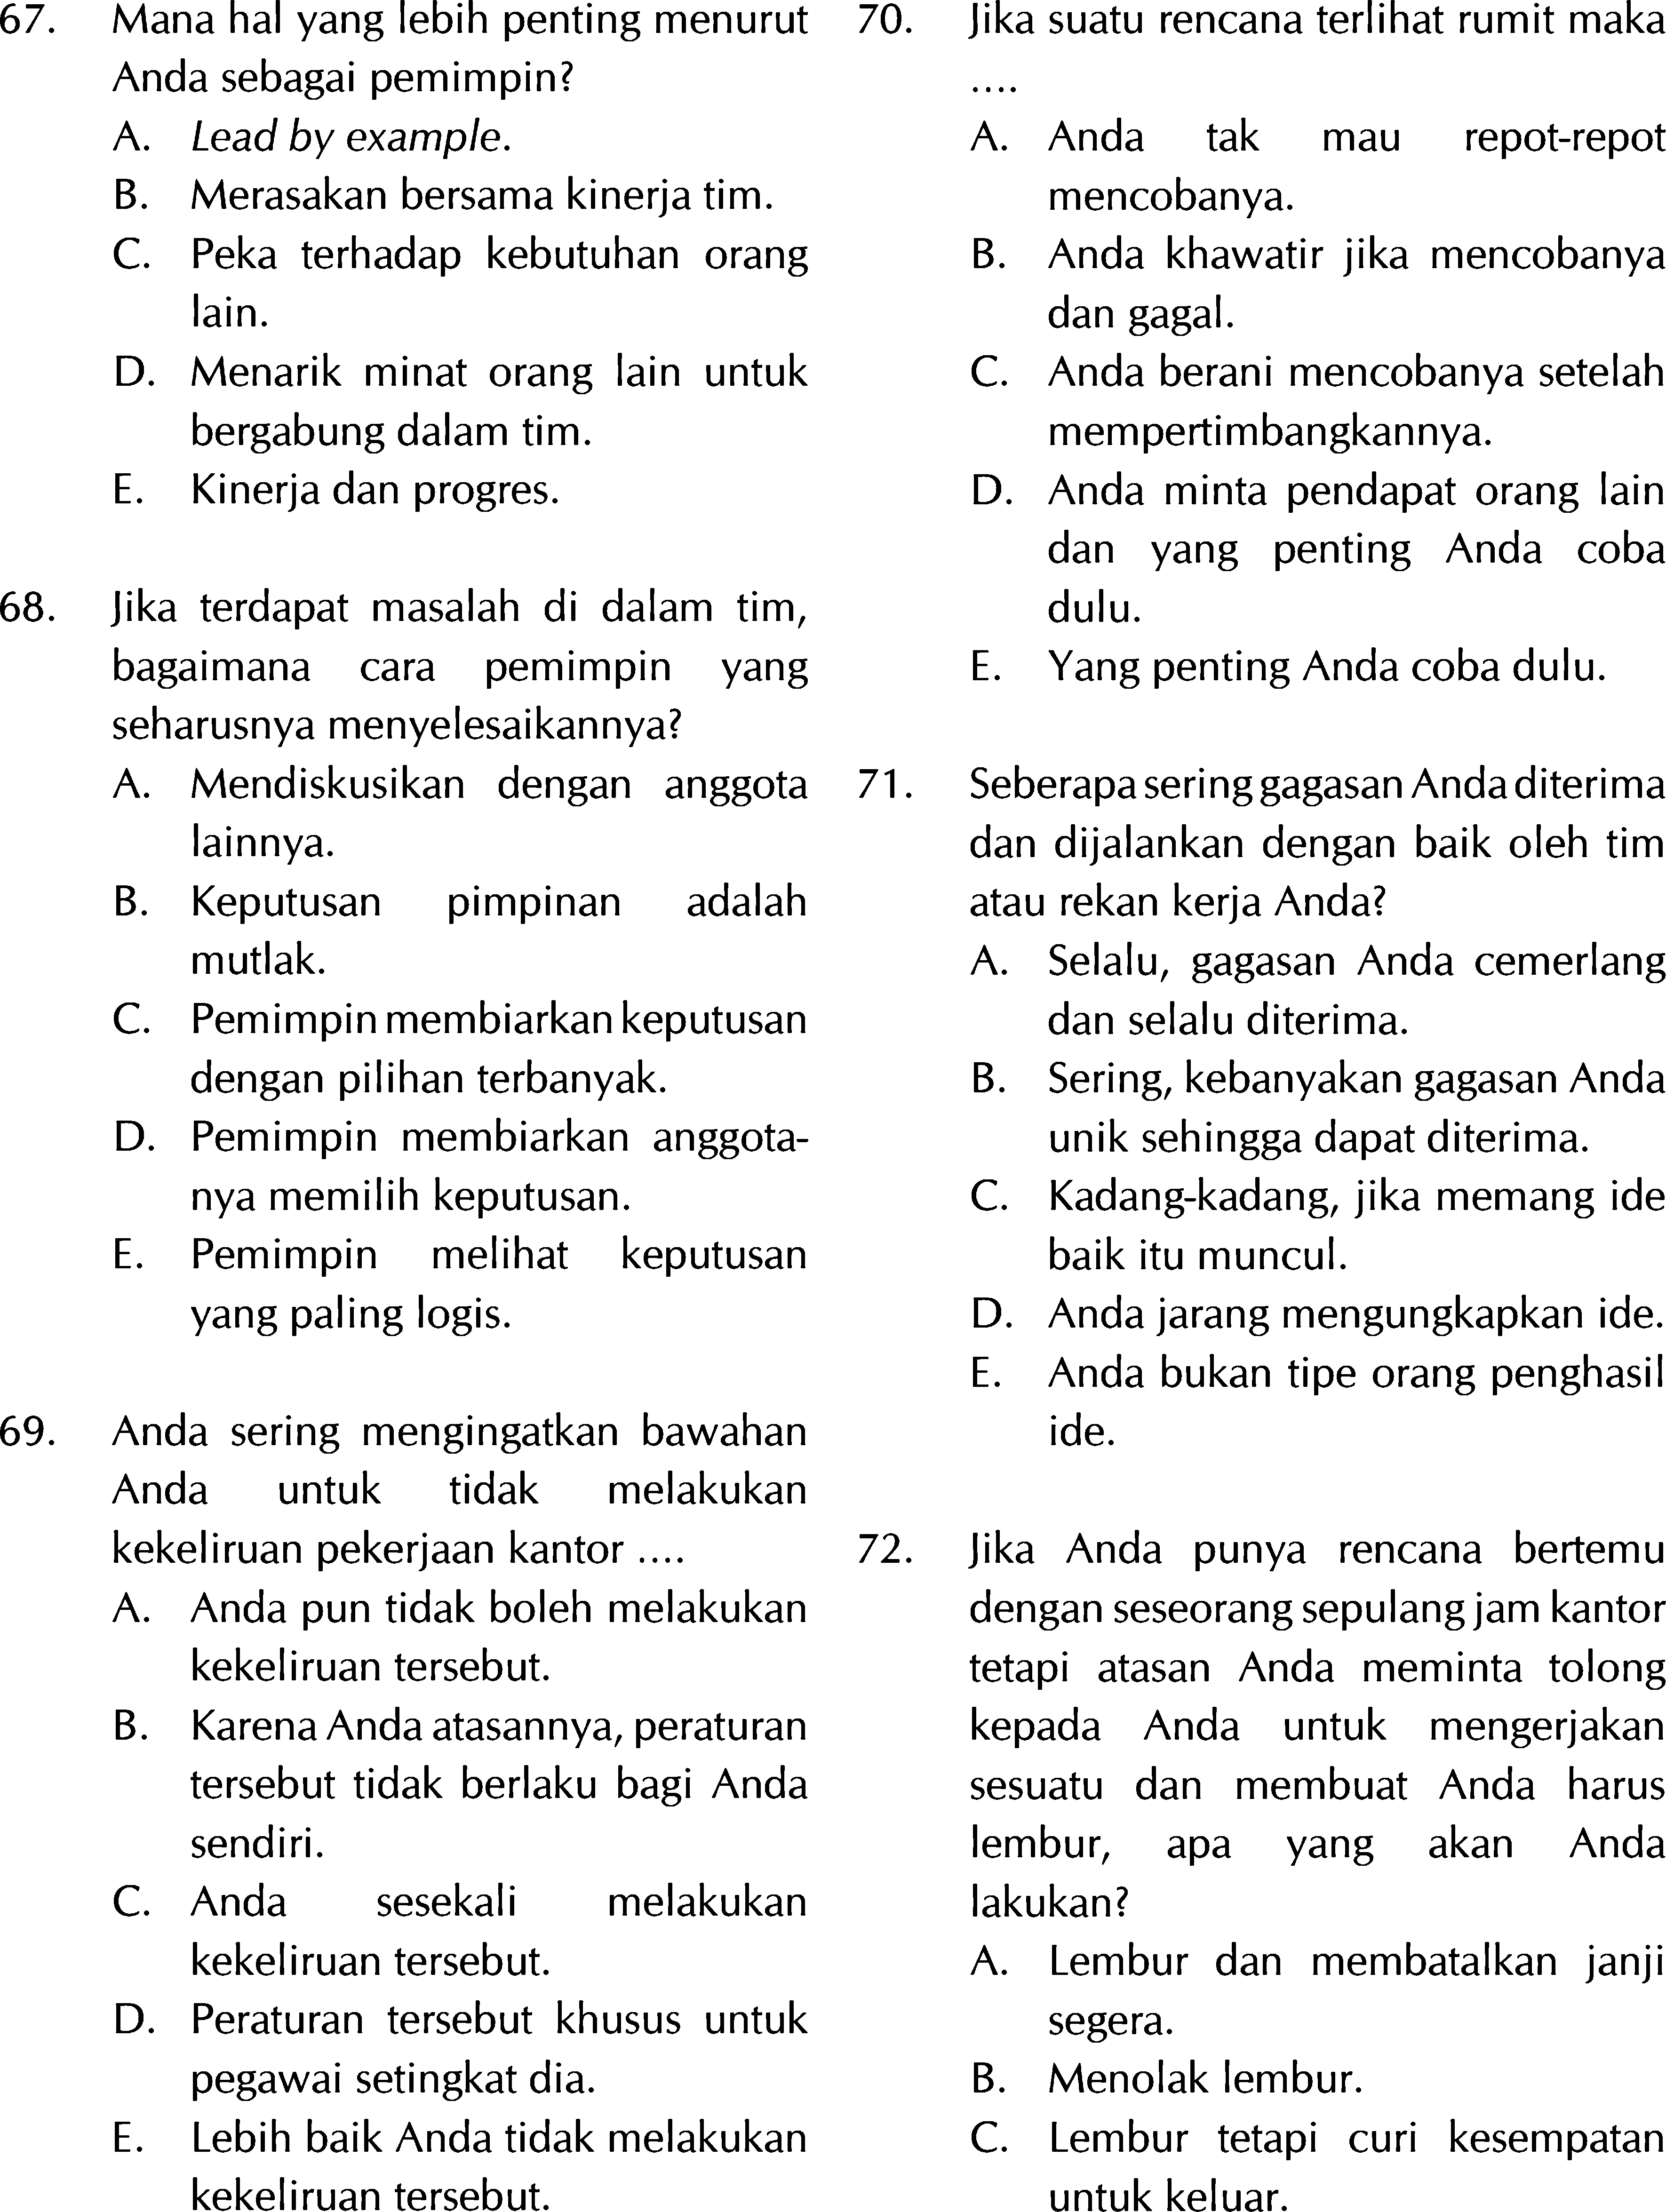 67. Mana hal yang lebih penting menurut
Anda sebagai pemimpin?
A. Lead by example.
B. Merasakan bersama kinerja tim.
C. Peka terhadap kebutuhan orang
lain.
D. Menarik minat orang lain untuk
bergabung dalam tim.
E. Kinerja dan progres.
68. Jika terdapat masalah di dalam tim,
bagaimana cara pemimpin yang
seharusnya menyelesaikannya?
A. Mendiskusikan dengan anggota
lainnya.
B. Keputusan pimpinan adalah
mutlak.
C. Pemimpin membiarkan keputusan
dengan pilihan terbanyak.
D. Pemimpin membiarkan anggota-
nya memilih keputusan.
E. Pemimpin melihat keputusan
yang paling logis.
69. Anda sering mengingatkan bawahan
Anda untuk tidak melakukan
kekeliruan pekerjaan kantor ....
A. Anda pun tidak boleh melakukan
kekeliruan tersebut.
B. Karena Anda atasannya, peraturan
tersebut tidak berlaku bagi Anda
sendiri.
C. Anda sesekali melakukan
kekeliruan tersebut.
D. Peraturan tersebut khusus untuk
pegawai setingkat dia.
E. Lebih baik Anda tidak melakukan
kekeliruan tersebut.
70. Jika suatu rencana terlihat rumit maka
....
A. Anda tak mau repot-repot
mencobanya.
B. Anda khawatir jika mencobanya
dan gagal.
C. Anda berani mencobanya setelah
mempertimbangkannya.
D. Anda minta pendapat orang lain
dan yang penting Anda coba
dulu.
E. Yang penting Anda coba dulu.
71. Seberapa sering gagasan Anda diterima
dan dijalankan dengan baik oleh tim
atau rekan kerja Anda?
A. Selalu, gagasan Anda cemerlang
dan selalu diterima.
B. Sering, kebanyakan gagasan Anda
unik sehingga dapat diterima.
C. Kadang-kadang, jika memang ide
baik itu muncul.
D. Anda jarang mengungkapkan ide.
E. Anda bukan tipe orang penghasil
ide.
72. Jika Anda punya rencana bertemu
dengan seseorang sepulang jam kantor
tetapi atasan Anda meminta tolong
kepada Anda untuk mengerjakan
sesuatu dan membuat Anda harus
lembur, apa yang akan Anda
lakukan?
A. Lembur dan membatalkan janji
segera.
B. Menolak lembur.
C. Lembur tetapi curi kesempatan
untuk keluar.